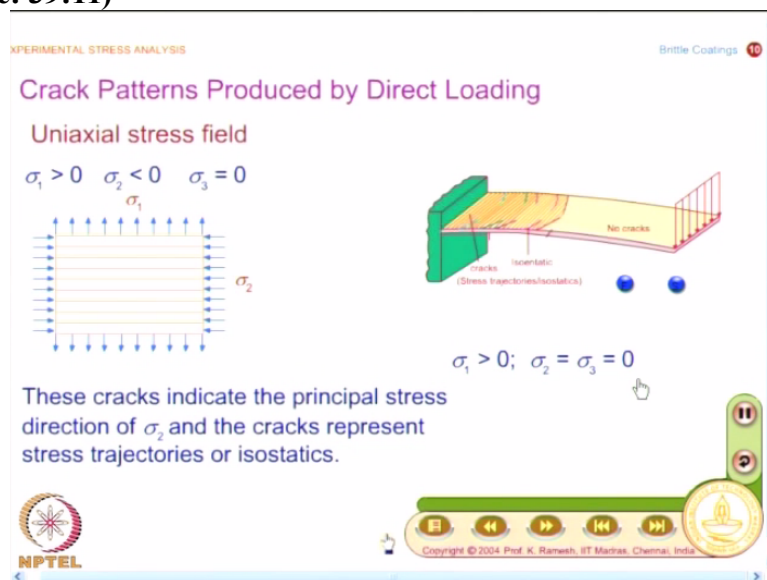 XPERIMENTAL STRESS ANALYSIS
Brittle Coatings 10
Crack Patterns Produced by Direct Loading
Uniaxial stress field
σ₁ > 0 σ₂ < 0 σ₃ = 0
σ₁
σ₂
No cracks
cracks
Isoentatic
(Stress trajectories/isostatics)
σ₁ > 0; σ₂ = σ₃ = 0
These cracks indicate the principal stress
direction of σ₂ and the cracks represent
stress trajectories or isostatics.
NPTEL
Copyright © 2004 Prof. K. Ramesh, IIT Madras, Chennai, India